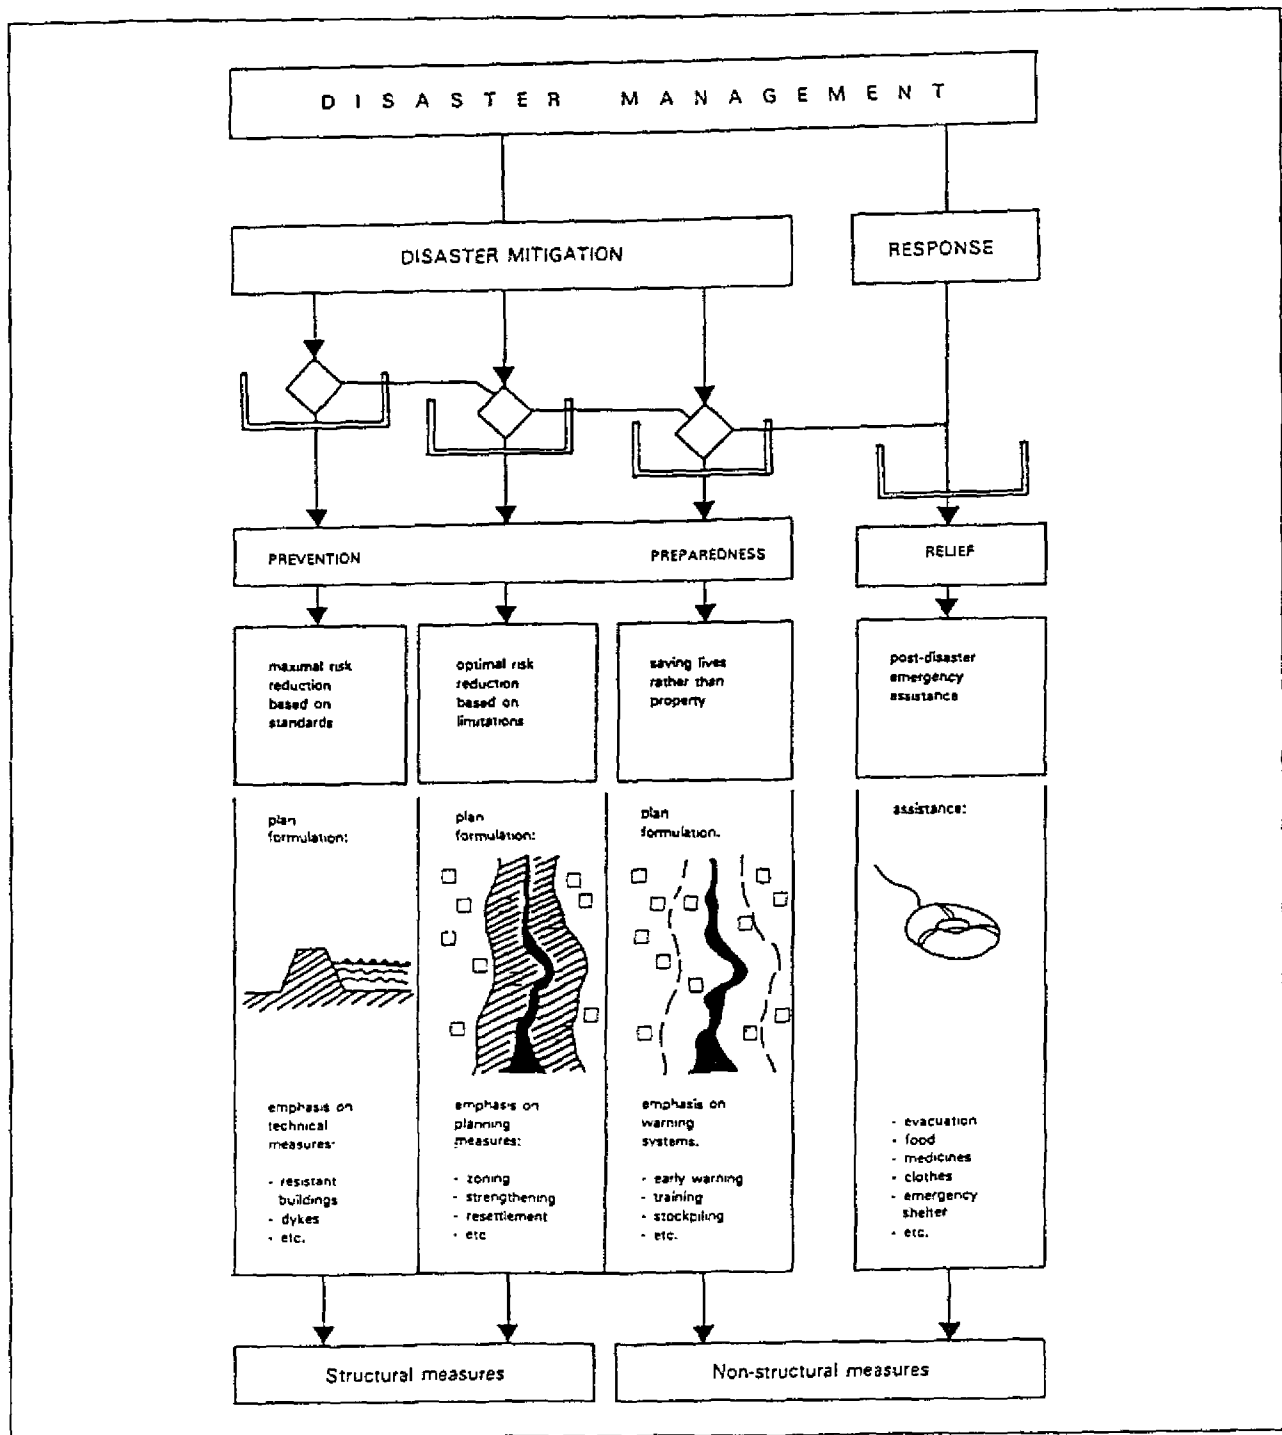 DISASTER MANAGEMENT
DISASTER MITIGATION
RESPONSE
PREVENTION
PREPAREDNESS
RELIEF
maximal risk
reduction
based on
standards
optimal risk
reduction
based on
limitations
saving lives
rather than
property
post-disaster
emergency
assistance
plan
formulation:
plan
formulation:
plan
formulation.
assistance:
emphasis on
technical
measures:
- resistant
buildings
- dykes
- etc.
emphasis on
planning
measures:
- zoning
- strengthening
- resettlement
- etc
emphasis on
warning
systems.
- early warning
- training
- stockpiling
- etc.
- evacuation
- food
- medicines
- clothes
- emergency
shelter
- etc.
Structural measures
Non-structural measures